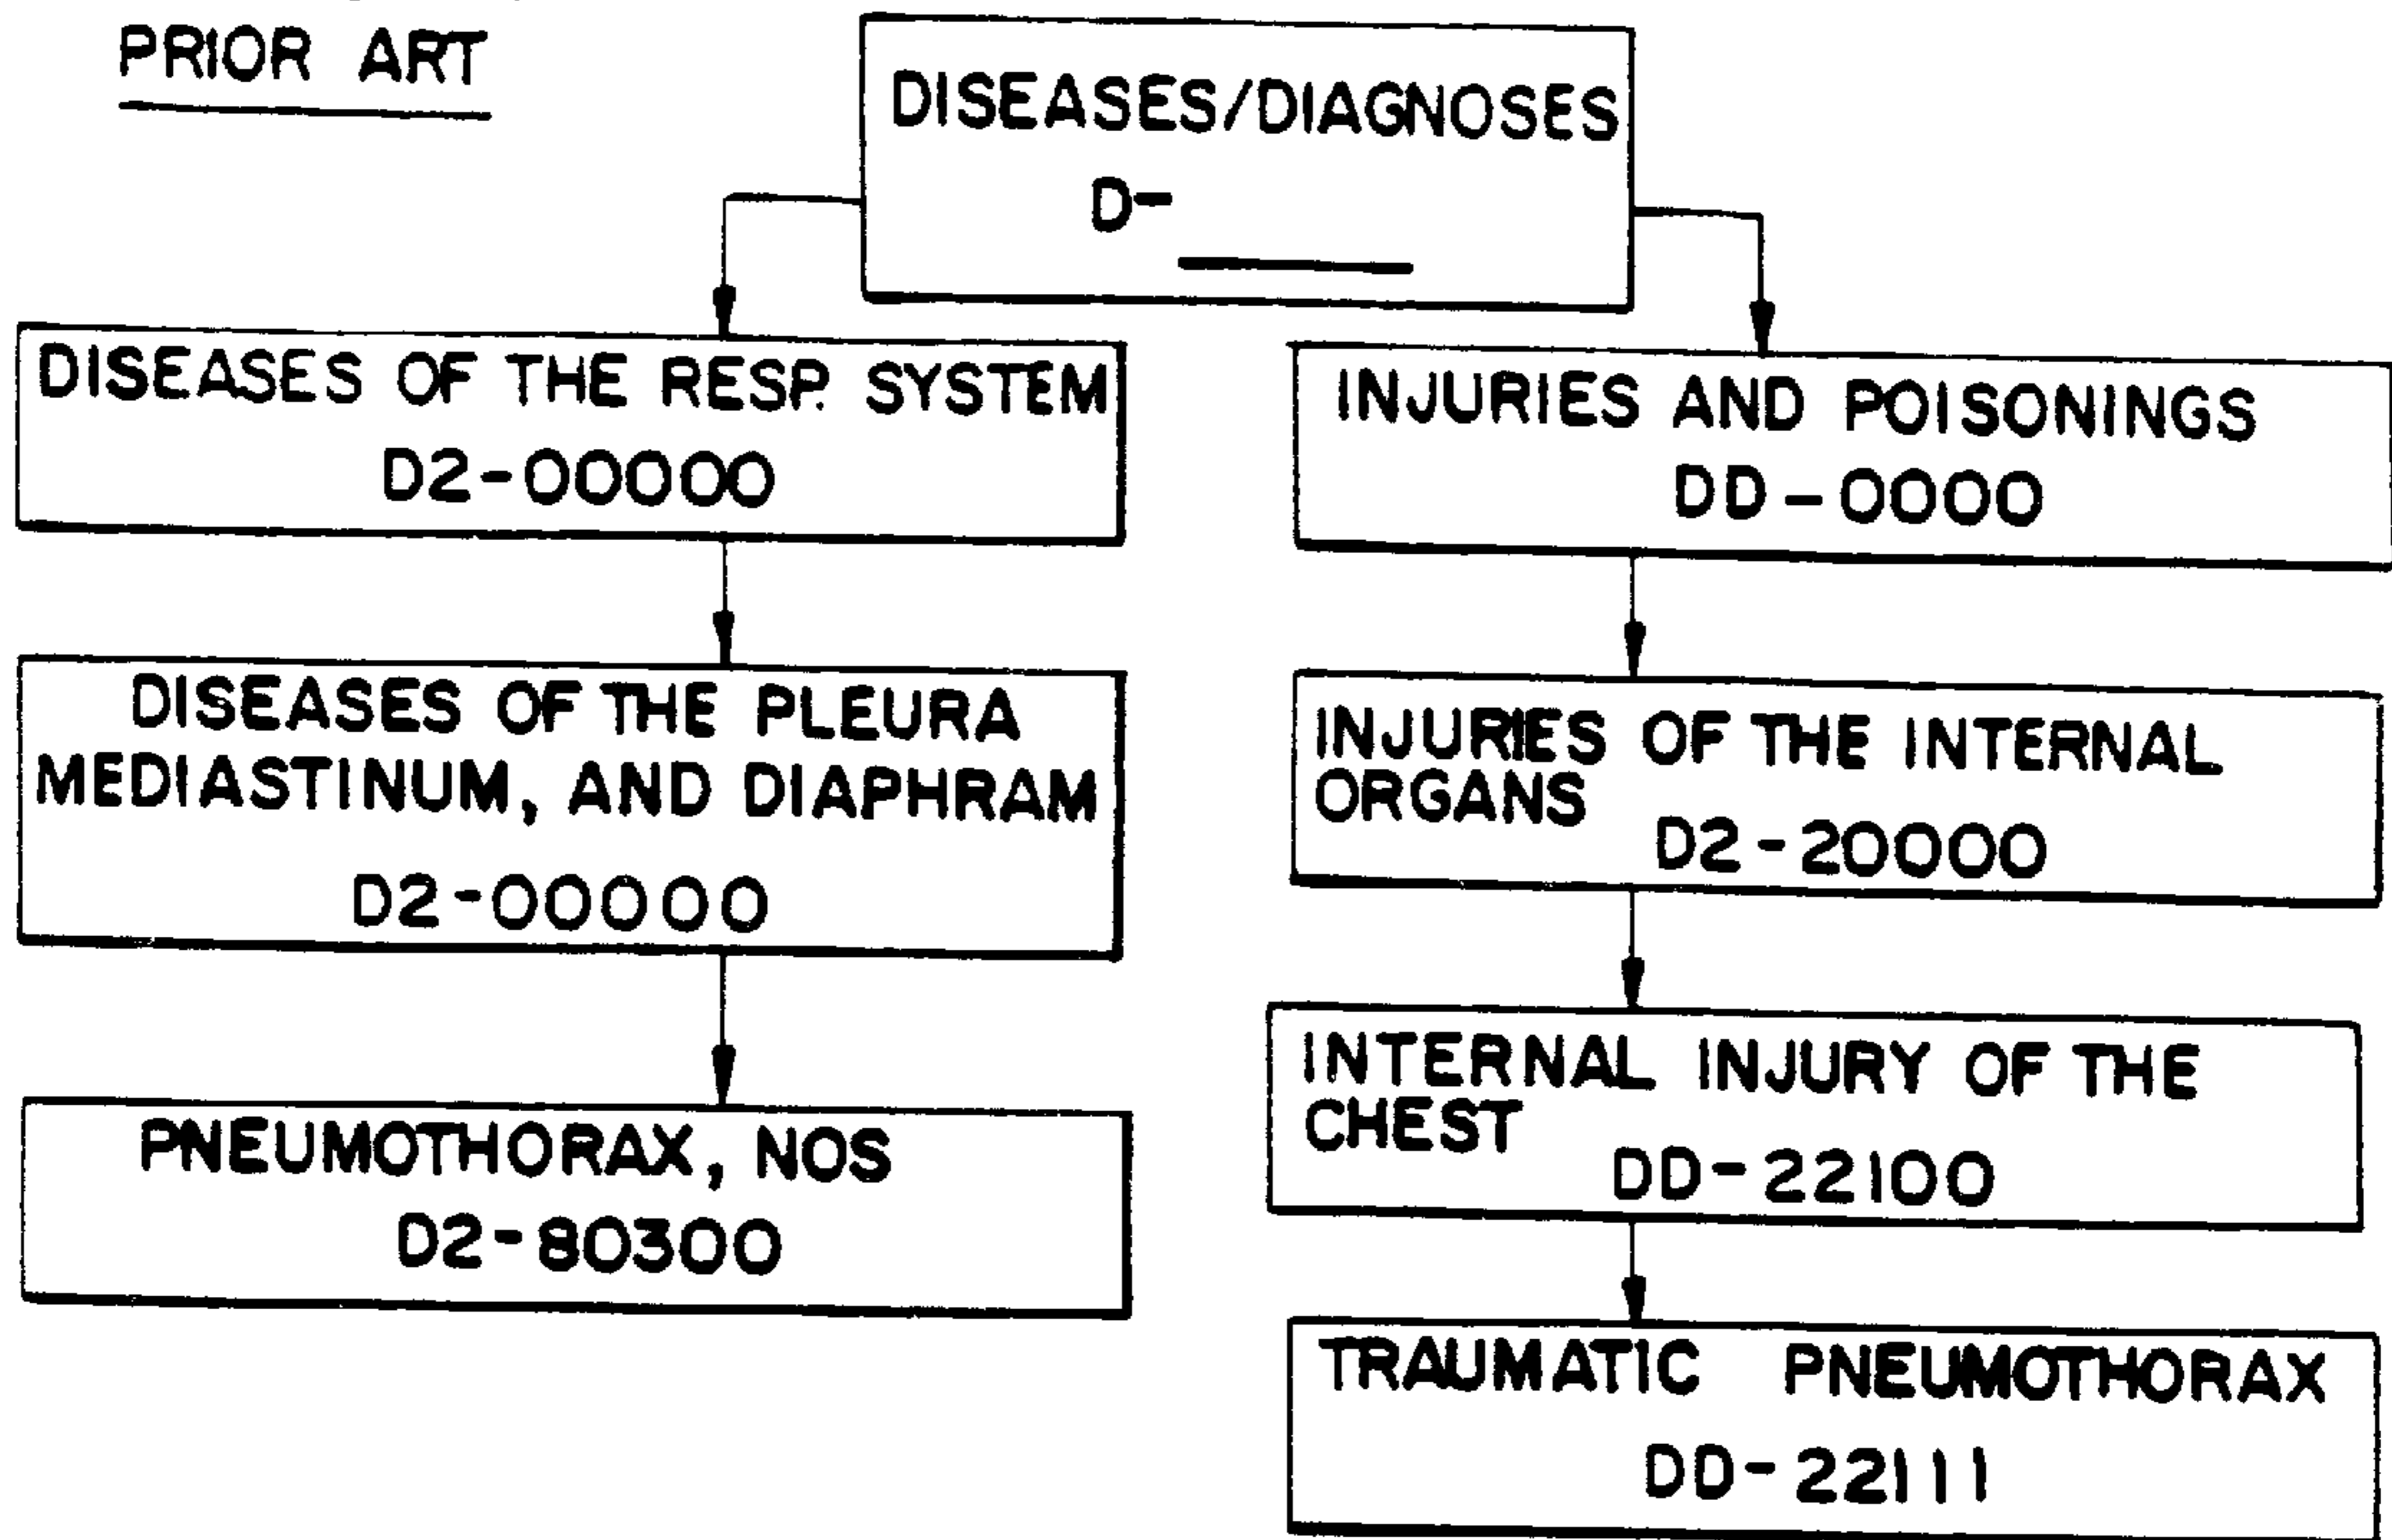 PRIOR ART
DISEASES/DIAGNOSES
D-
DISEASES OF THE RESP. SYSTEM
D2-00000
DISEASES OF THE PLEURA
MEDIASTINUM, AND DIAPHRAM
D2-00000
PNEUMOTHORAX, NOS
D2-80300
INJURIES AND POISONINGS
DD-0000
INJURIES OF THE INTERNAL
ORGANS
D2-20000
INTERNAL INJURY OF THE
CHEST
DD-22100
TRAUMATIC PNEUMOTHORAX
DD-22111